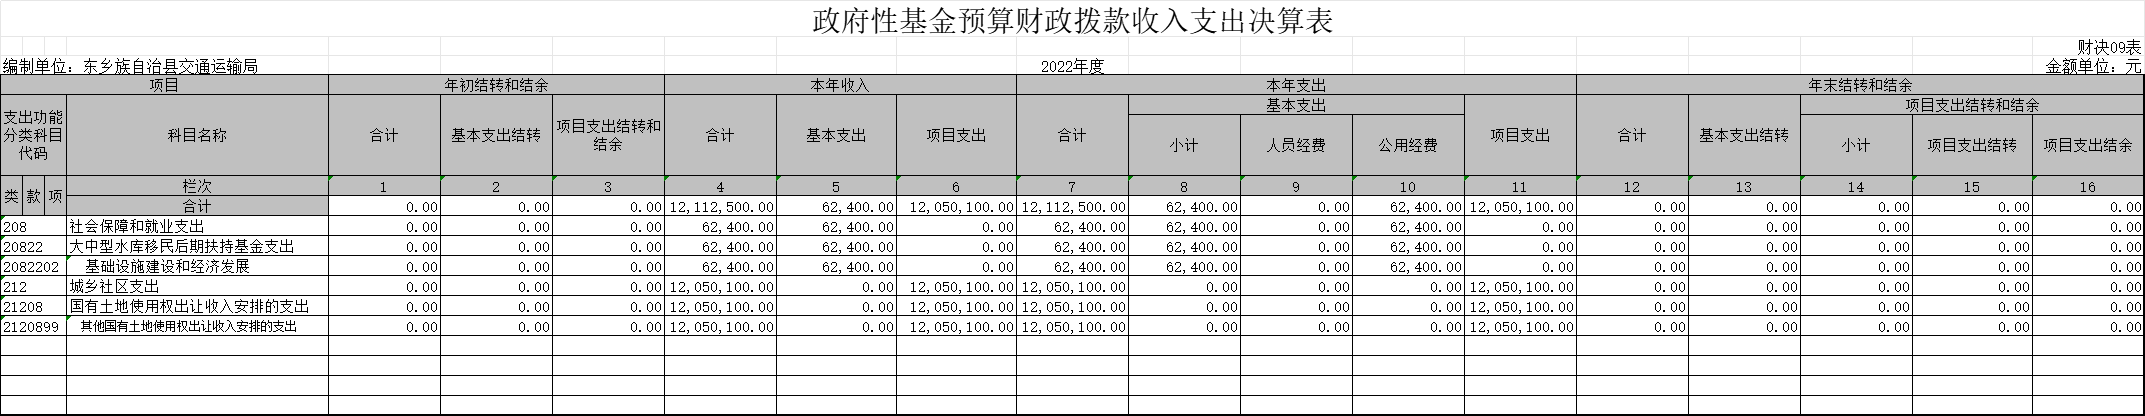 政府性基金预算财政拨款收入支出决算表
财决09表
编制单位：东乡族自治县交通运输局 2022年度 金额单位：元
项目 年初结转和结余 本年收入 本年支出 年末结转和结余
支出功能分类科目代码 科目名称 合计 基本支出结转 项目支出结转和结余 合计 基本支出 项目支出 合计 基本支出 项目支出 合计 基本支出结转 项目支出结转和结余
小计 人员经费 公用经费 小计 项目支出结转 项目支出结余
类 款 项 栏次 1 2 3 4 5 6 7 8 9 10 11 12 13 14 15 16
合计 0.00 0.00 0.00 12,112,500.00 62,400.00 12,050,100.00 12,112,500.00 62,400.00 0.00 62,400.00 12,050,100.00 0.00 0.00 0.00 0.00 0.00
208 社会保障和就业支出 0.00 0.00 0.00 62,400.00 62,400.00 0.00 62,400.00 62,400.00 0.00 62,400.00 0.00 0.00 0.00 0.00 0.00 0.00
20822 大中型水库移民后期扶持基金支出 0.00 0.00 0.00 62,400.00 62,400.00 0.00 62,400.00 62,400.00 0.00 62,400.00 0.00 0.00 0.00 0.00 0.00 0.00
2082202 基础设施建设和经济发展 0.00 0.00 0.00 62,400.00 62,400.00 0.00 62,400.00 62,400.00 0.00 62,400.00 0.00 0.00 0.00 0.00 0.00 0.00
212 城乡社区支出 0.00 0.00 0.00 12,050,100.00 0.00 12,050,100.00 12,050,100.00 0.00 0.00 0.00 12,050,100.00 0.00 0.00 0.00 0.00 0.00
21208 国有土地使用权出让收入安排的支出 0.00 0.00 0.00 12,050,100.00 0.00 12,050,100.00 12,050,100.00 0.00 0.00 0.00 12,050,100.00 0.00 0.00 0.00 0.00 0.00
2120899 其他国有土地使用权出让收入安排的支出 0.00 0.00 0.00 12,050,100.00 0.00 12,050,100.00 12,050,100.00 0.00 0.00 0.00 12,050,100.00 0.00 0.00 0.00 0.00 0.00